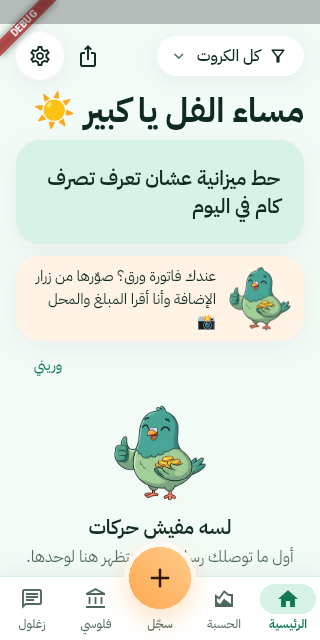 DEBUG
كل الكروت
مساء الفل يا كبير ☀️
حط ميزانية عشان تعرف تصرف
كام في اليوم
عندك فاتورة ورق؟ صوّرها من زرار
الإضافة وأنا أقرا المبلغ والمحل
📸
وريني
لسه مفيش حركات
أول ما توصلك تظهر هنا لوحدها.
الرئيسية
الحسبة
سجّل
فلوسي
زغلول